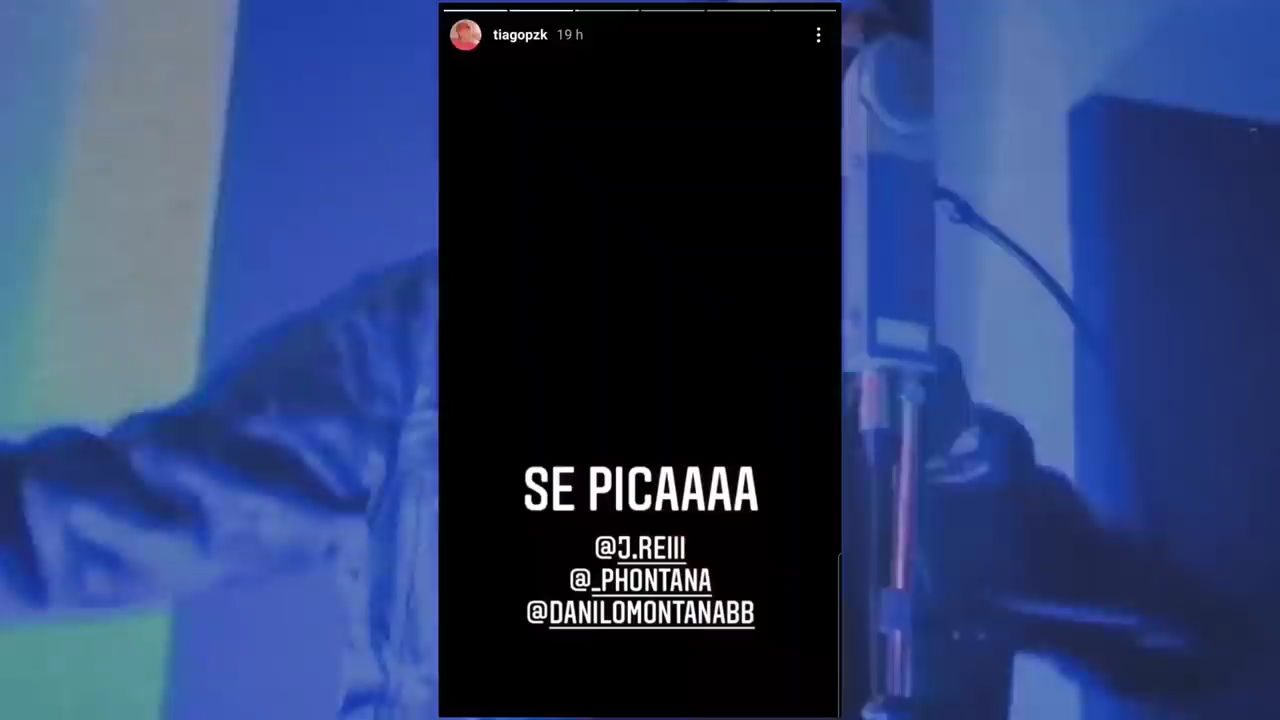 tiagopzk 19 h
SE PICAAAA
@J.REIII
@_PHONTANA
@DANILOMONTANABB